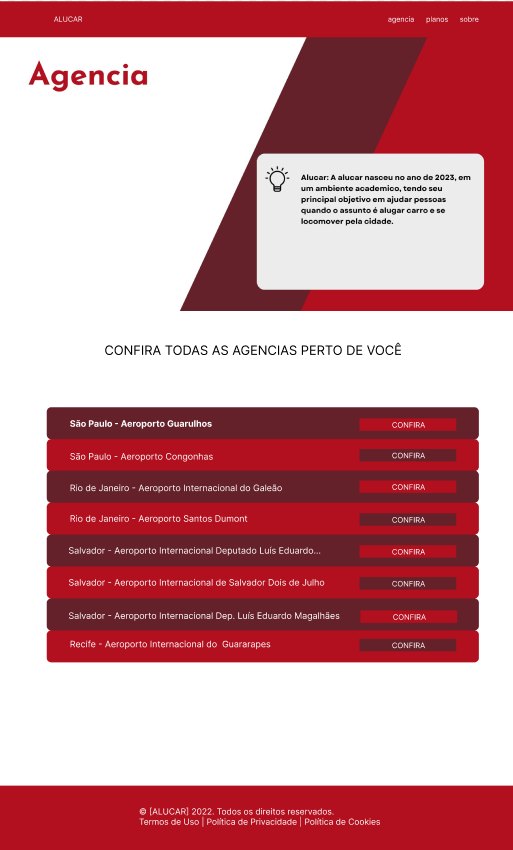 ALUCAR
agencia planos sobre
Agencia
Alucar: A alucar nasceu no ano de 2023, em
um ambiente academico, tendo seu
principal objetivo em ajudar pessoas
quando o assunto é alugar carro e se
locomover pela cidade.
CONFIRA TODAS AS AGENCIAS PERTO DE VOCÊ
São Paulo - Aeroporto Guarulhos CONFIRA
São Paulo - Aeroporto Congonhas CONFIRA
Rio de Janeiro - Aeroporto Internacional do Galeão CONFIRA
Rio de Janeiro - Aeroporto Santos Dumont CONFIRA
Salvador - Aeroporto Internacional Deputado Luís Eduardo... CONFIRA
Salvador - Aeroporto Internacional de Salvador Dois de Julho CONFIRA
Salvador - Aeroporto Internacional Dep. Luís Eduardo Magalhães CONFIRA
Recife - Aeroporto Internacional do Guararapes CONFIRA
© [ALUCAR] 2022. Todos os direitos reservados.
Termos de Uso | Política de Privacidade | Política de Cookies